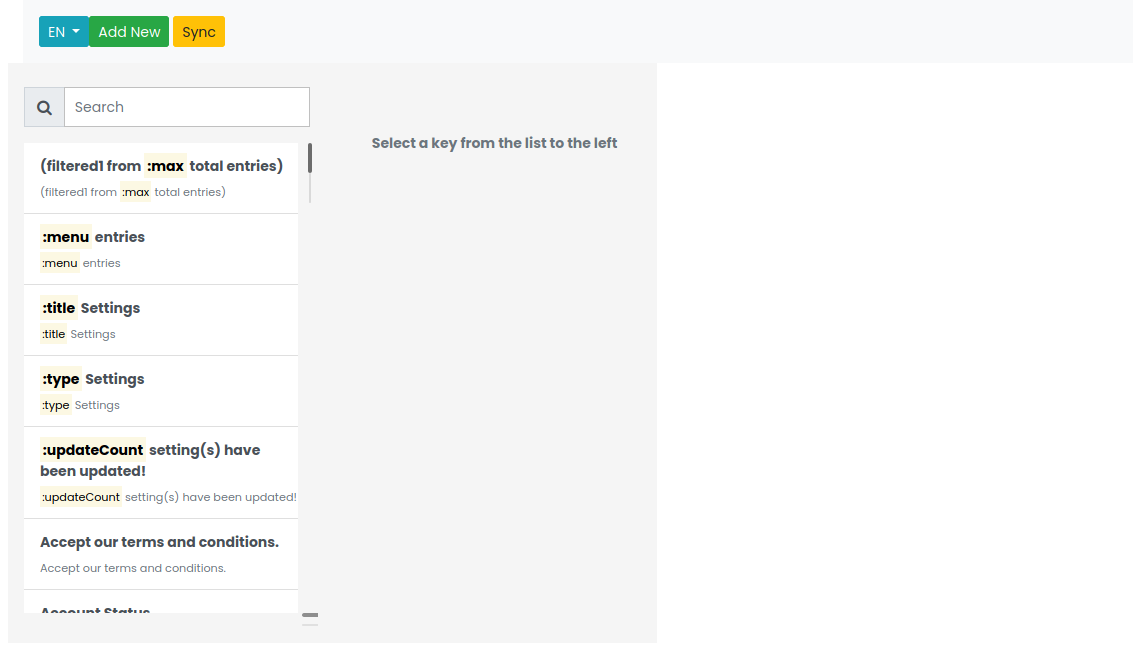 EN Add New Sync
Search
Select a key from the list to the left
(filtered1 from :max total entries)
(filtered1 from :max total entries)
:menu entries
:menu entries
:title Settings
:title Settings
:type Settings
:type Settings
:updateCount setting(s) have
been updated!
:updateCount setting(s) have been updated!
Accept our terms and conditions.
Accept our terms and conditions.
Account Status